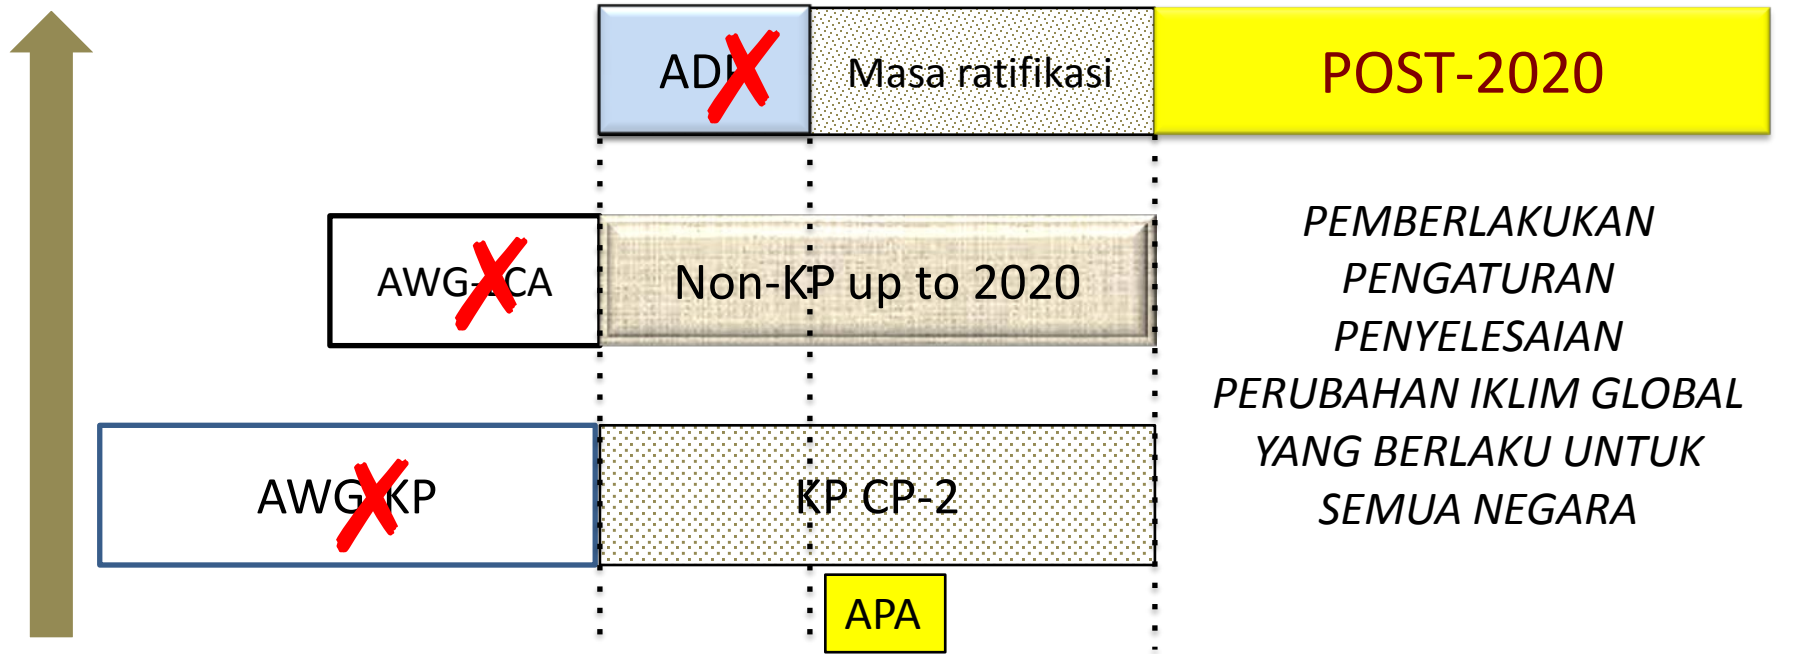 ADP
Masa ratifikasi
POST-2020
AWG-LCA
Non-KP up to 2020
PEMBERLAKUKAN
PENGATURAN
PENYELESAIAN
PERUBAHAN IKLIM GLOBAL
YANG BERLAKU UNTUK
SEMUA NEGARA
AWG-KP
KP CP-2
APA